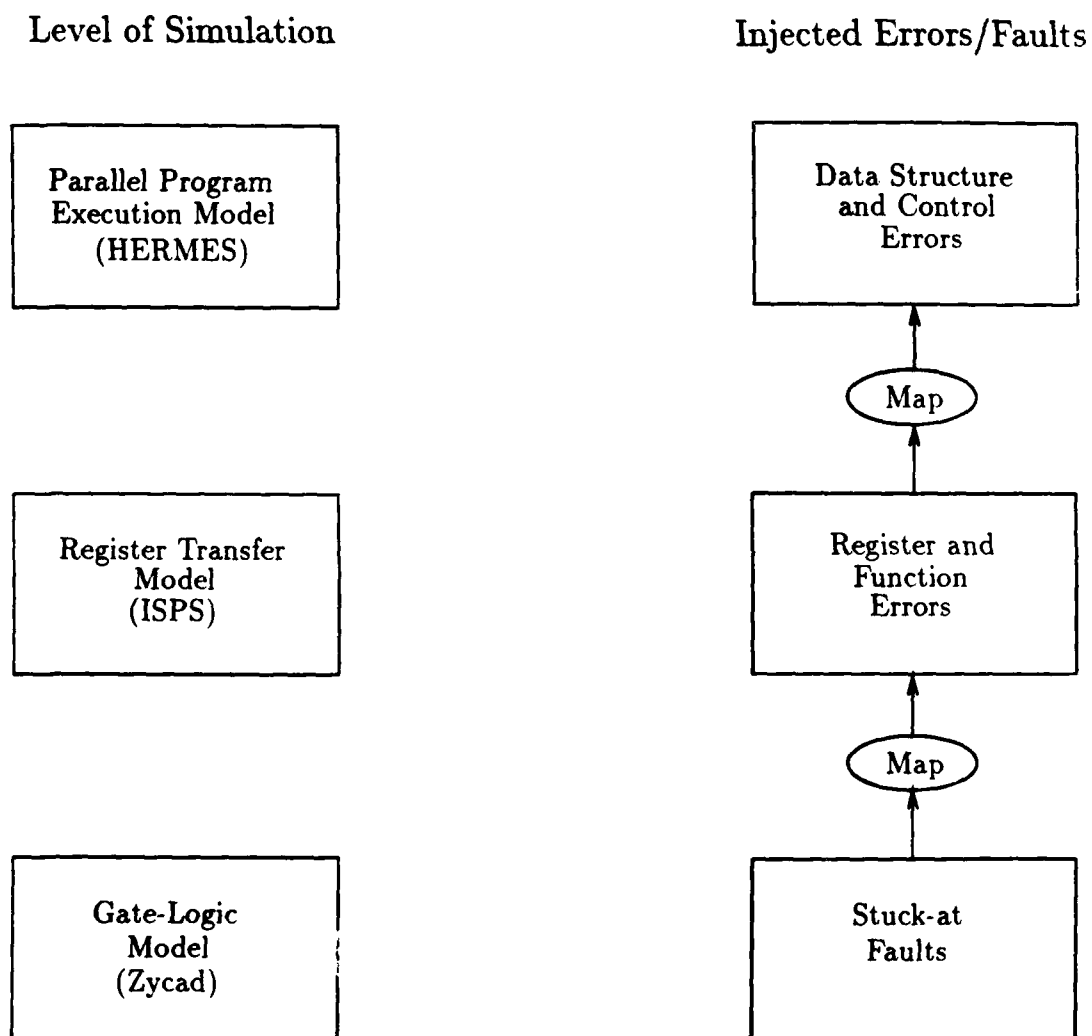 Level of Simulation
Injected Errors/Faults
Parallel Program
Execution Model
(HERMES)
Data Structure
and Control
Errors
Map
Register Transfer
Model
(ISPS)
Register and
Function
Errors
Map
Gate-Logic
Model
(Zycad)
Stuck-at
Faults